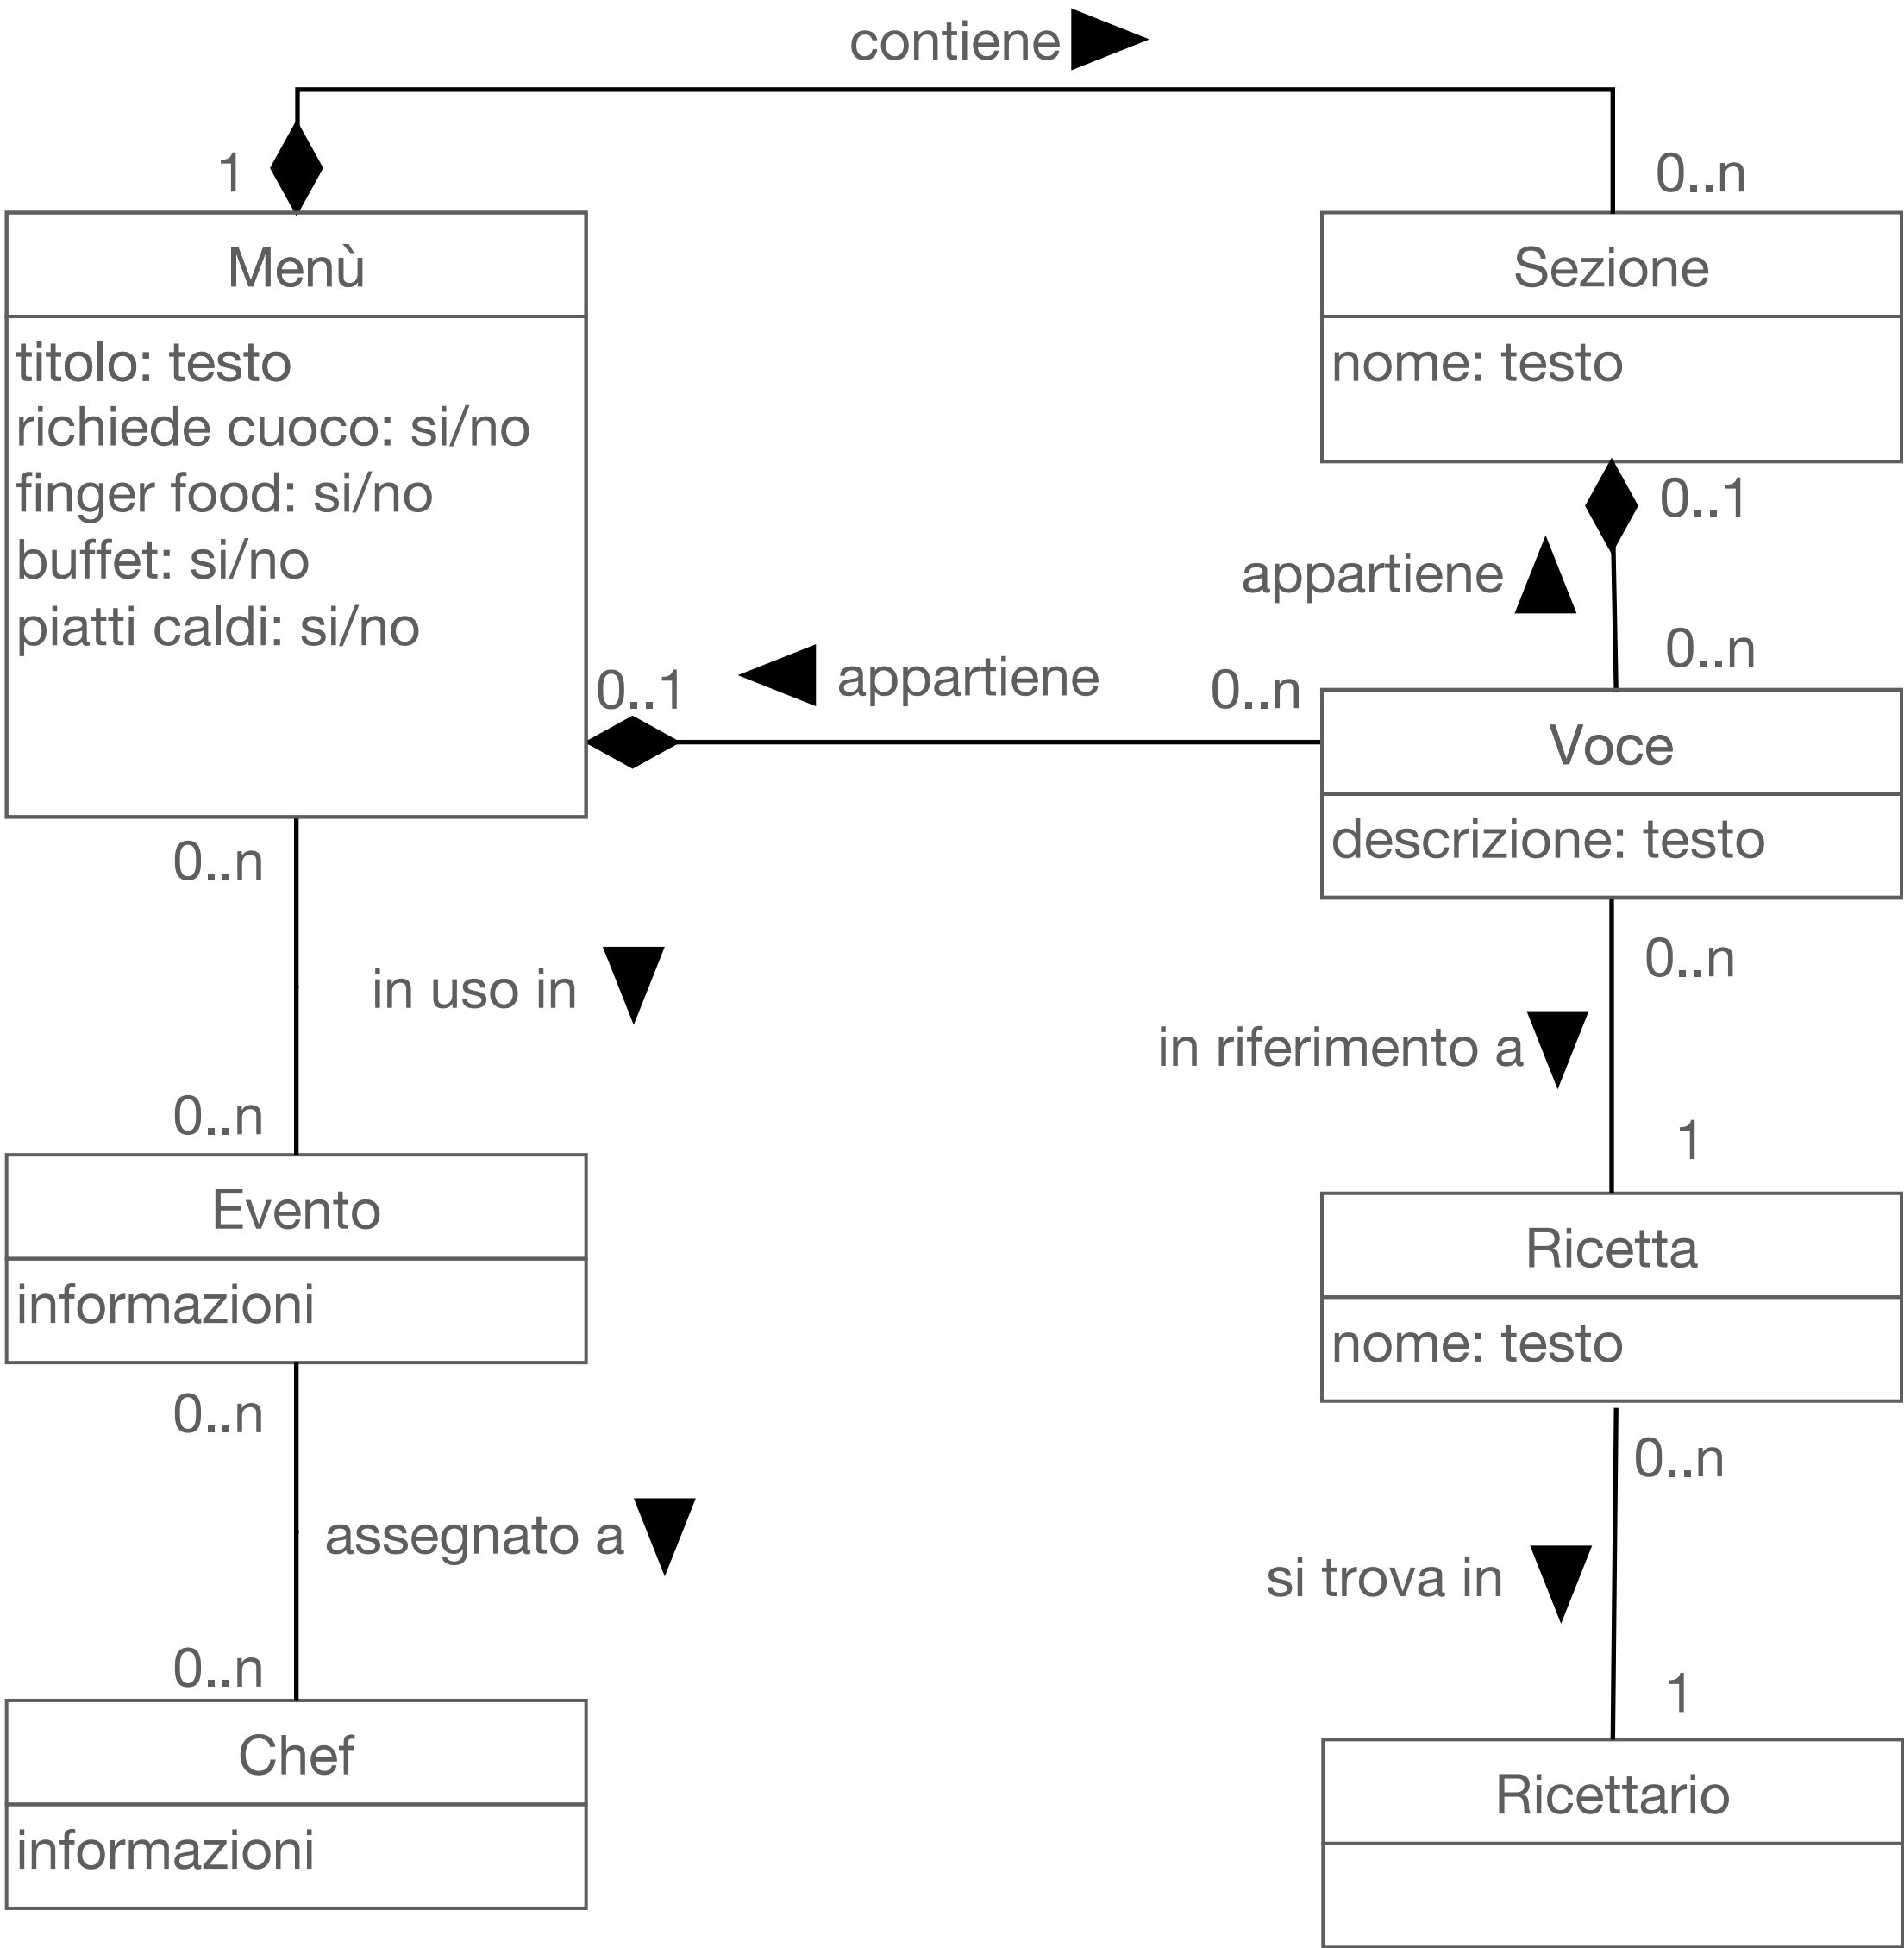 contiene
1
0..n
Menù
Sezione
titolo: testo
richiede cuoco: si/no
finger food: si/no
buffet: si/no
piatti caldi: si/no
nome: testo
0..1
appartiene
0..n
0..1
appartiene
0..n
Voce
descrizione: testo
0..n
in uso in
0..n
0..n
in riferimento a
1
Evento
informazioni
Ricetta
nome: testo
0..n
assegnato a
0..n
0..n
si trova in
1
Chef
informazioni
Ricettario